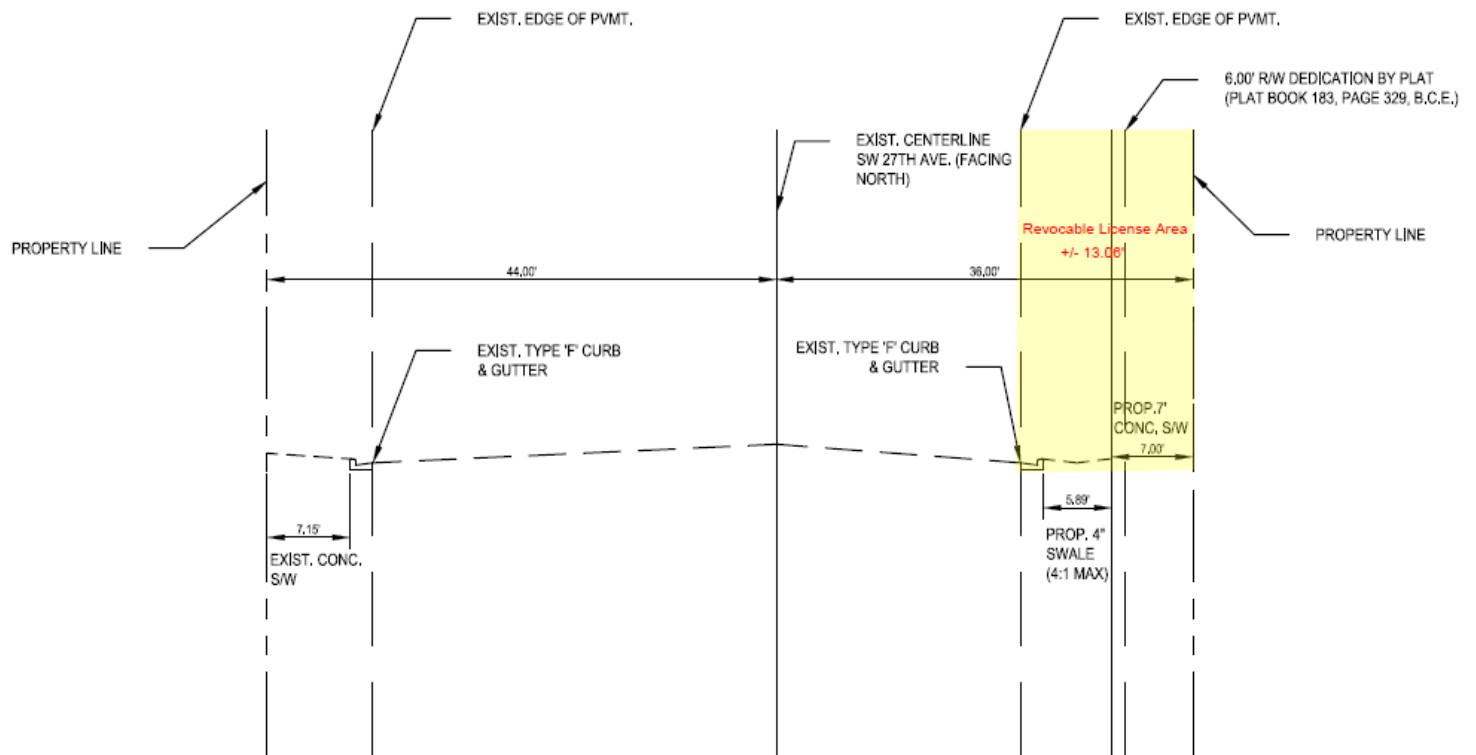 EXIST. EDGE OF PVMT.
EXIST. EDGE OF PVMT.
6.00' R/W DEDICATION BY PLAT
(PLAT BOOK 183, PAGE 329, B.C.E.)
EXIST. CENTERLINE
SW 27TH AVE. (FACING
NORTH)
PROPERTY LINE
Revocable License Area
+/- 13.06'
PROPERTY LINE
44.00'
36.00'
EXIST. TYPE 'F' CURB
& GUTTER
EXIST. TYPE 'F' CURB
& GUTTER
PROP.7'
CONC. S/W
7.00'
5.89'
7.15'
EXIST. CONC.
S/W
PROP. 4"
SWALE
(4:1 MAX)